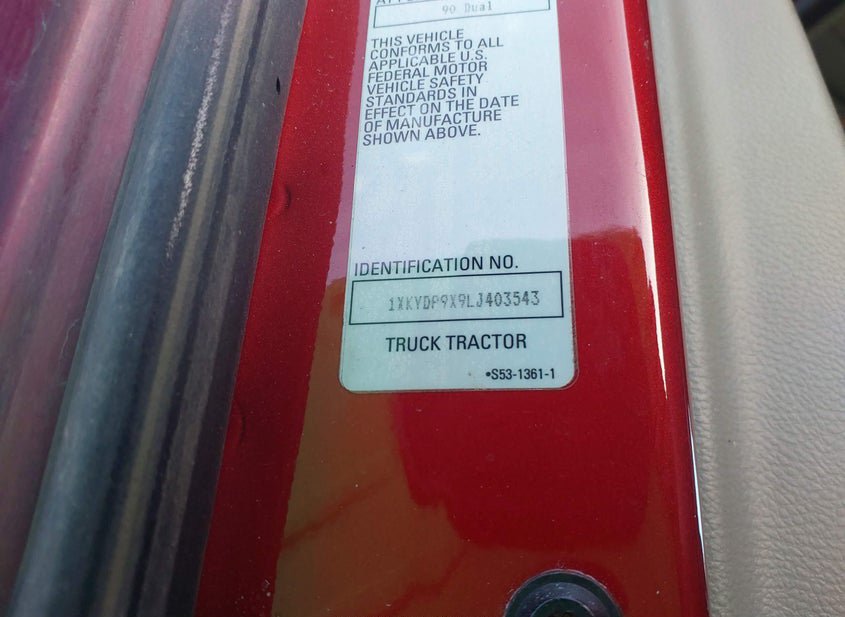 90 Dual
THIS VEHICLE
CONFORMS TO ALL
APPLICABLE U.S.
FEDERAL MOTOR
VEHICLE SAFETY
STANDARDS IN
EFFECT ON THE DATE
OF MANUFACTURE
SHOWN ABOVE.
IDENTIFICATION NO.
1XKYDP9X9LJ403543
TRUCK TRACTOR
•S53-1361-1